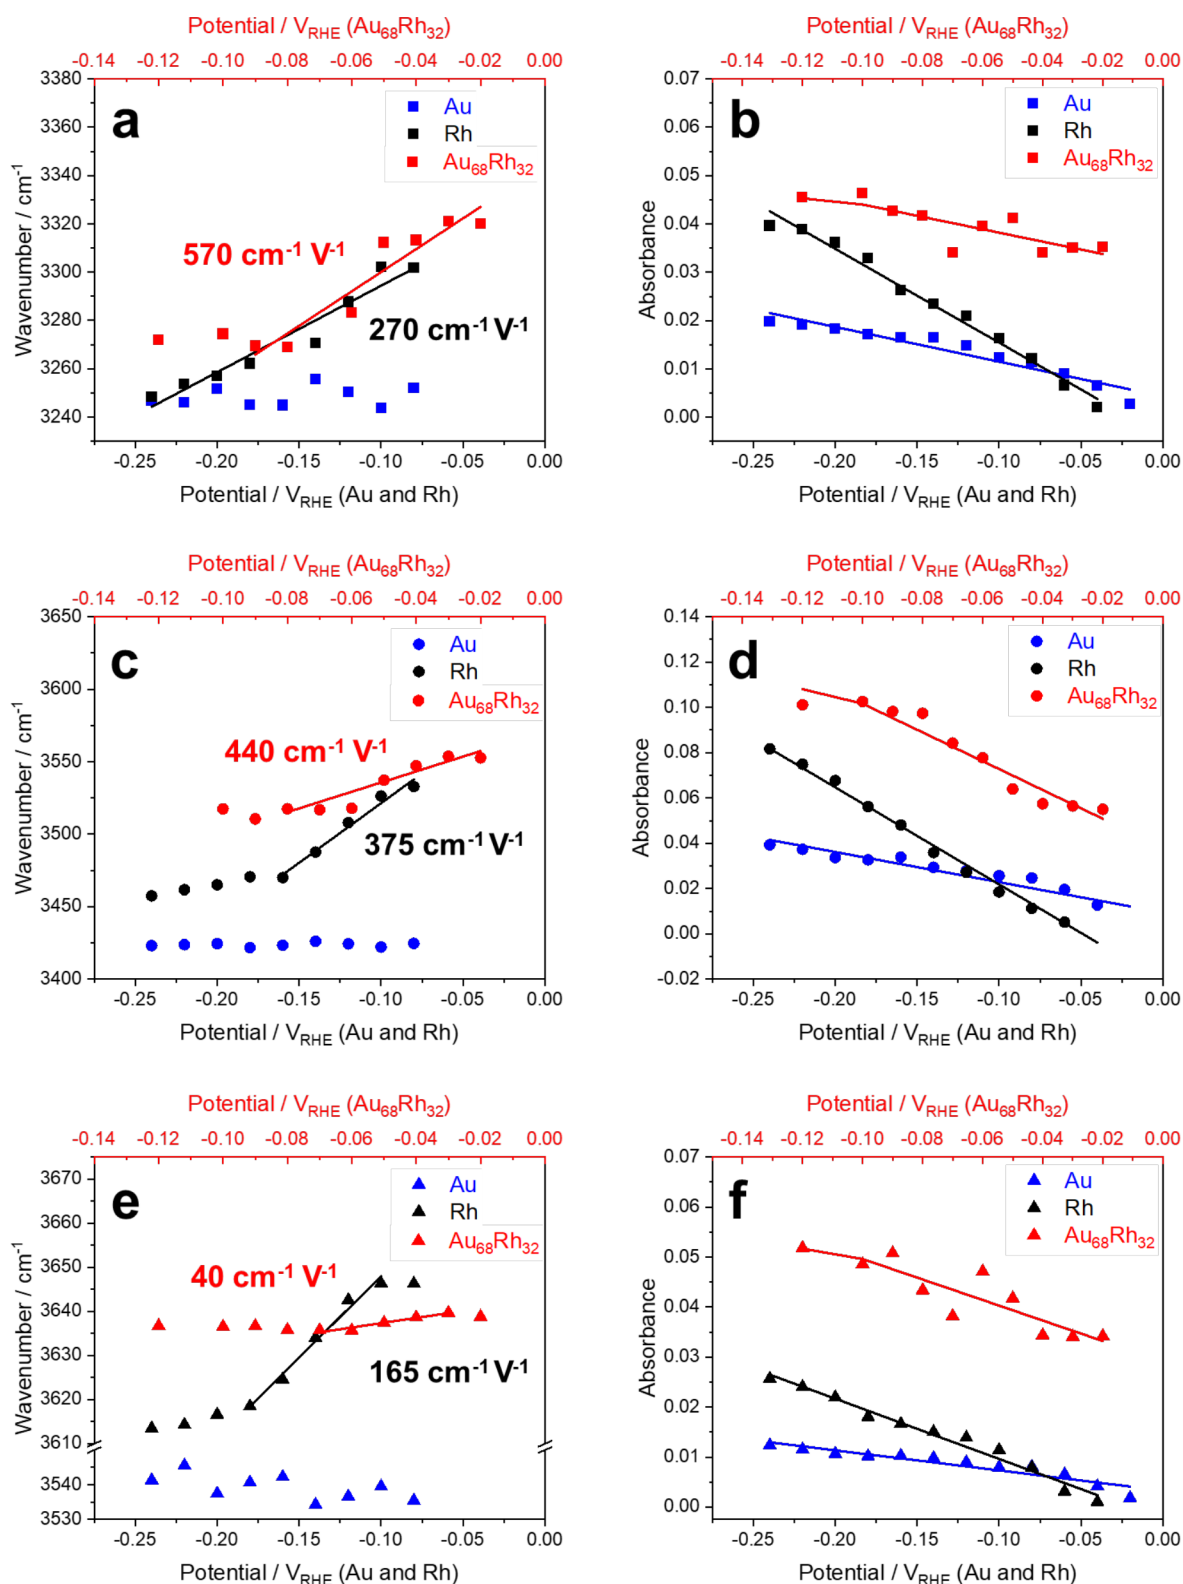 Potential / V_RHE (Au₆₈Rh₃₂)
-0.14 -0.12 -0.10 -0.08 -0.06 -0.04 -0.02 0.00
a
Au
Rh
Au₆₈Rh₃₂
570 cm⁻¹ V⁻¹
270 cm⁻¹ V⁻¹
Wavenumber / cm⁻¹
3380
3360
3340
3320
3300
3280
3260
3240
-0.25 -0.20 -0.15 -0.10 -0.05 0.00
Potential / V_RHE (Au and Rh)
Potential / V_RHE (Au₆₈Rh₃₂)
-0.14 -0.12 -0.10 -0.08 -0.06 -0.04 -0.02 0.00
b
Au
Rh
Au₆₈Rh₃₂
Absorbance
0.07
0.06
0.05
0.04
0.03
0.02
0.01
0.00
-0.25 -0.20 -0.15 -0.10 -0.05 0.00
Potential / V_RHE (Au and Rh)
Potential / V_RHE (Au₆₈Rh₃₂)
-0.14 -0.12 -0.10 -0.08 -0.06 -0.04 -0.02 0.00
c
Au
Rh
Au₆₈Rh₃₂
440 cm⁻¹ V⁻¹
375 cm⁻¹ V⁻¹
Wavenumber / cm⁻¹
3650
3600
3550
3500
3450
3400
-0.25 -0.20 -0.15 -0.10 -0.05 0.00
Potential / V_RHE (Au and Rh)
Potential / V_RHE (Au₆₈Rh₃₂)
-0.14 -0.12 -0.10 -0.08 -0.06 -0.04 -0.02 0.00
d
Au
Rh
Au₆₈Rh₃₂
Absorbance
0.14
0.12
0.10
0.08
0.06
0.04
0.02
0.00
-0.02
-0.25 -0.20 -0.15 -0.10 -0.05 0.00
Potential / V_RHE (Au and Rh)
Potential / V_RHE (Au₆₈Rh₃₂)
-0.14 -0.12 -0.10 -0.08 -0.06 -0.04 -0.02 0.00
e
Au
Rh
Au₆₈Rh₃₂
40 cm⁻¹ V⁻¹
165 cm⁻¹ V⁻¹
Wavenumber / cm⁻¹
3670
3660
3650
3640
3630
3620
3610
3540
3530
-0.25 -0.20 -0.15 -0.10 -0.05 0.00
Potential / V_RHE (Au and Rh)
Potential / V_RHE (Au₆₈Rh₃₂)
-0.14 -0.12 -0.10 -0.08 -0.06 -0.04 -0.02 0.00
f
Au
Rh
Au₆₈Rh₃₂
Absorbance
0.07
0.06
0.05
0.04
0.03
0.02
0.01
0.00
-0.25 -0.20 -0.15 -0.10 -0.05 0.00
Potential / V_RHE (Au and Rh)